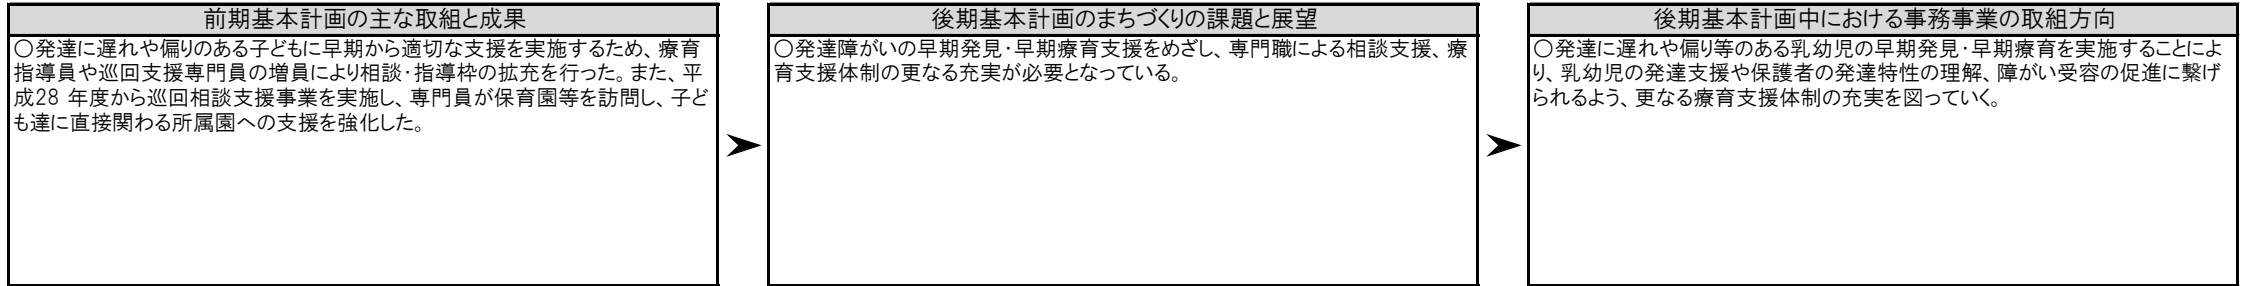 前期基本計画の主な取組と成果
○発達に遅れや偏りのある子どもに早期から適切な支援を実施するため、療育
指導員や巡回支援専門員の増員により相談・指導枠の拡充を行った。また、平
成28 年度から巡回相談支援事業を実施し、専門員が保育園等を訪問し、子ど
も達に直接関わる所属園への支援を強化した。
後期基本計画のまちづくりの課題と展望
○発達障がいの早期発見・早期療育支援をめざし、専門職による相談支援、療
育支援体制の更なる充実が必要となっている。
後期基本計画中における事務事業の取組方向
○発達に遅れや偏り等のある乳幼児の早期発見・早期療育を実施することによ
り、乳幼児の発達支援や保護者の発達特性の理解、障がい受容の促進に繋げ
られるよう、更なる療育支援体制の充実を図っていく。